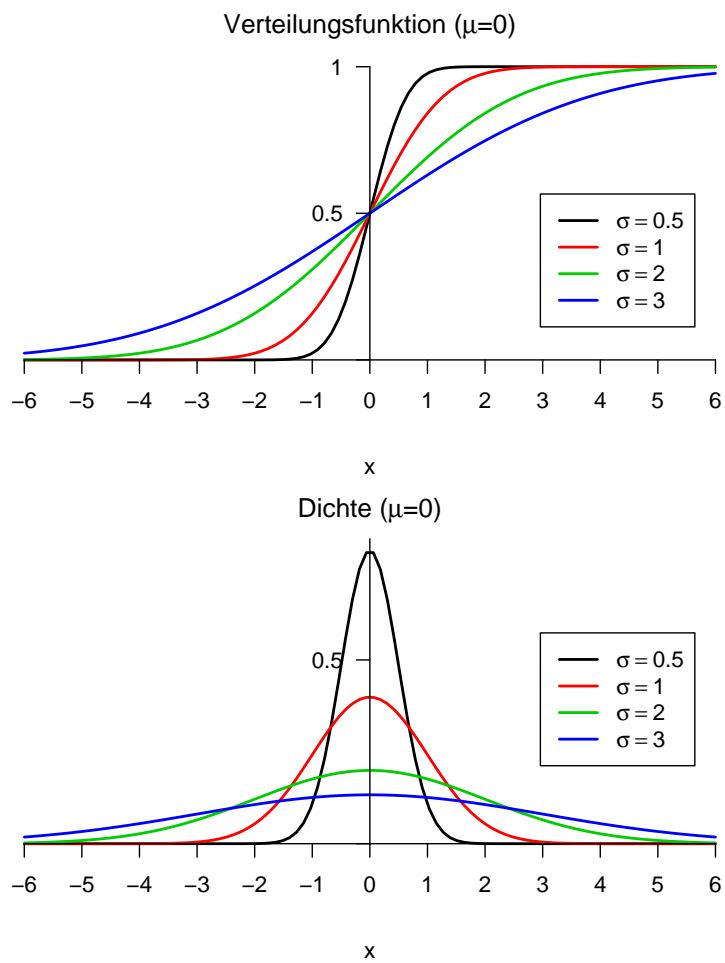 Verteilungsfunktion (μ=0)
1
0.5
σ = 0.5
σ = 1
σ = 2
σ = 3
−6 −5 −4 −3 −2 −1 0 1 2 3 4 5 6
x
Dichte (μ=0)
0.5
σ = 0.5
σ = 1
σ = 2
σ = 3
−6 −5 −4 −3 −2 −1 0 1 2 3 4 5 6
x